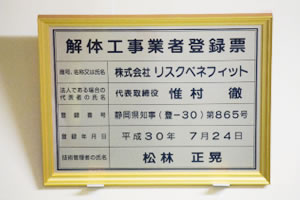 解体工事業者登録票
商号、名称又は氏名 株式会社 リスクベネフィット
法人である場合の
代表者の氏名 代表取締役 惟村 徹
登録番号 静岡県知事(登-30)第865号
登録年月日 平成30年 7月24日
技術管理者の氏名 松林 正晃